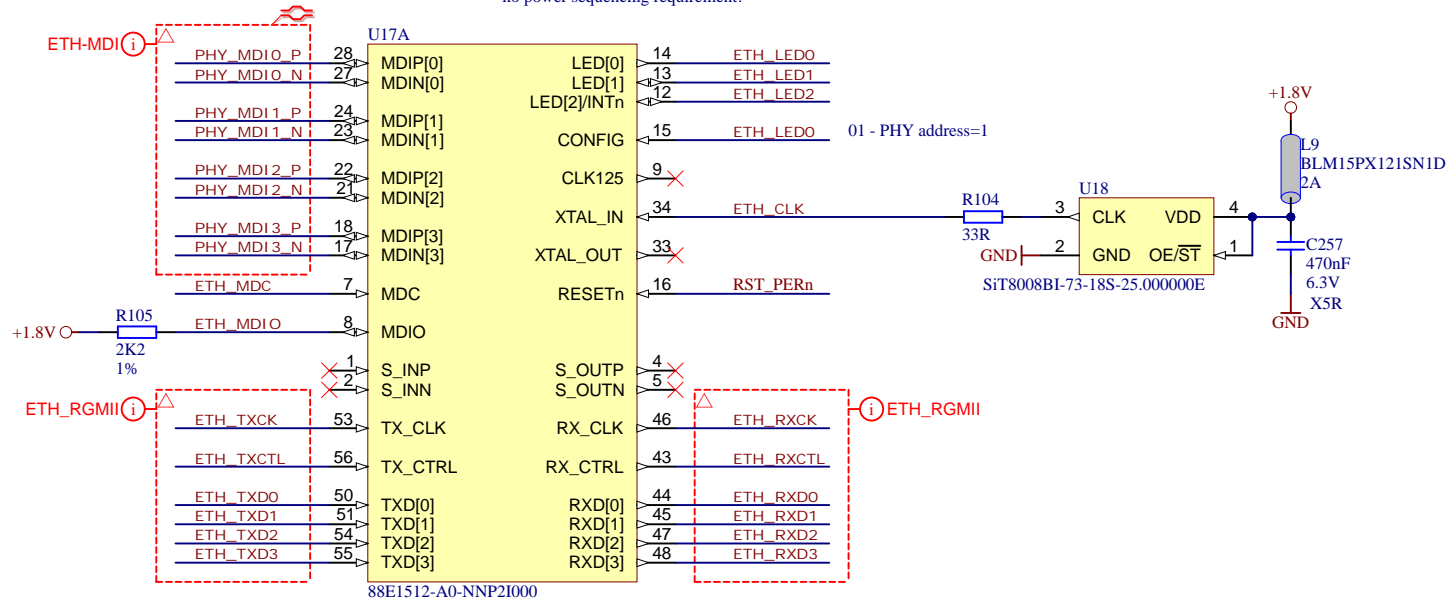 no power sequencing requirement!
ETH-MDI
i
U17A
PHY_MDI0_P 28 MDIP[0] LED[0] 14 ETH_LED0
PHY_MDI0_N 27 MDIN[0] LED[1] 13 ETH_LED1
LED[2]/INTn 12 ETH_LED2
PHY_MDI1_P 24 MDIP[1]
PHY_MDI1_N 23 MDIN[1] CONFIG 15 ETH_LED0 01 - PHY address=1
PHY_MDI2_P 22 MDIP[2] CLK125 9
PHY_MDI2_N 21 MDIN[2]
XTAL_IN 34 ETH_CLK
PHY_MDI3_P 18 MDIP[3]
PHY_MDI3_N 17 MDIN[3] XTAL_OUT 33
ETH_MDC 7 MDC RESETn 16 RST_PERn
+1.8V R105 ETH_MDIO 8 MDIO
2K2
1%
1 S_INP S_OUTP 4
2 S_INN S_OUTN 5
ETH_RGMII i
i ETH_RGMII
ETH_TXCK 53 TX_CLK RX_CLK 46 ETH_RXCK
ETH_TXCTL 56 TX_CTRL RX_CTRL 43 ETH_RXCTL
ETH_TXD0 50 TXD[0] RXD[0] 44 ETH_RXD0
ETH_TXD1 51 TXD[1] RXD[1] 45 ETH_RXD1
ETH_TXD2 54 TXD[2] RXD[2] 47 ETH_RXD2
ETH_TXD3 55 TXD[3] RXD[3] 48 ETH_RXD3
88E1512-A0-NNP2I000
+1.8V
L9
BLM15PX121SN1D
2A
R104
33R
U18
3 CLK VDD 4
GND 2 GND OE/ST 1
SiT8008BI-73-18S-25.000000E
C257
470nF
6.3V
X5R
GND